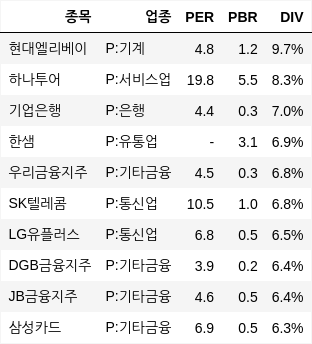 종목 업종 PER PBR DIV
현대엘리베이 P:기계 4.8 1.2 9.7%
하나투어 P:서비스업 19.8 5.5 8.3%
기업은행 P:은행 4.4 0.3 7.0%
한샘 P:유통업 - 3.1 6.9%
우리금융지주 P:기타금융 4.5 0.3 6.8%
SK텔레콤 P:통신업 10.5 1.0 6.8%
LG유플러스 P:통신업 6.8 0.5 6.5%
DGB금융지주 P:기타금융 3.9 0.2 6.4%
JB금융지주 P:기타금융 4.6 0.5 6.4%
삼성카드 P:기타금융 6.9 0.5 6.3%